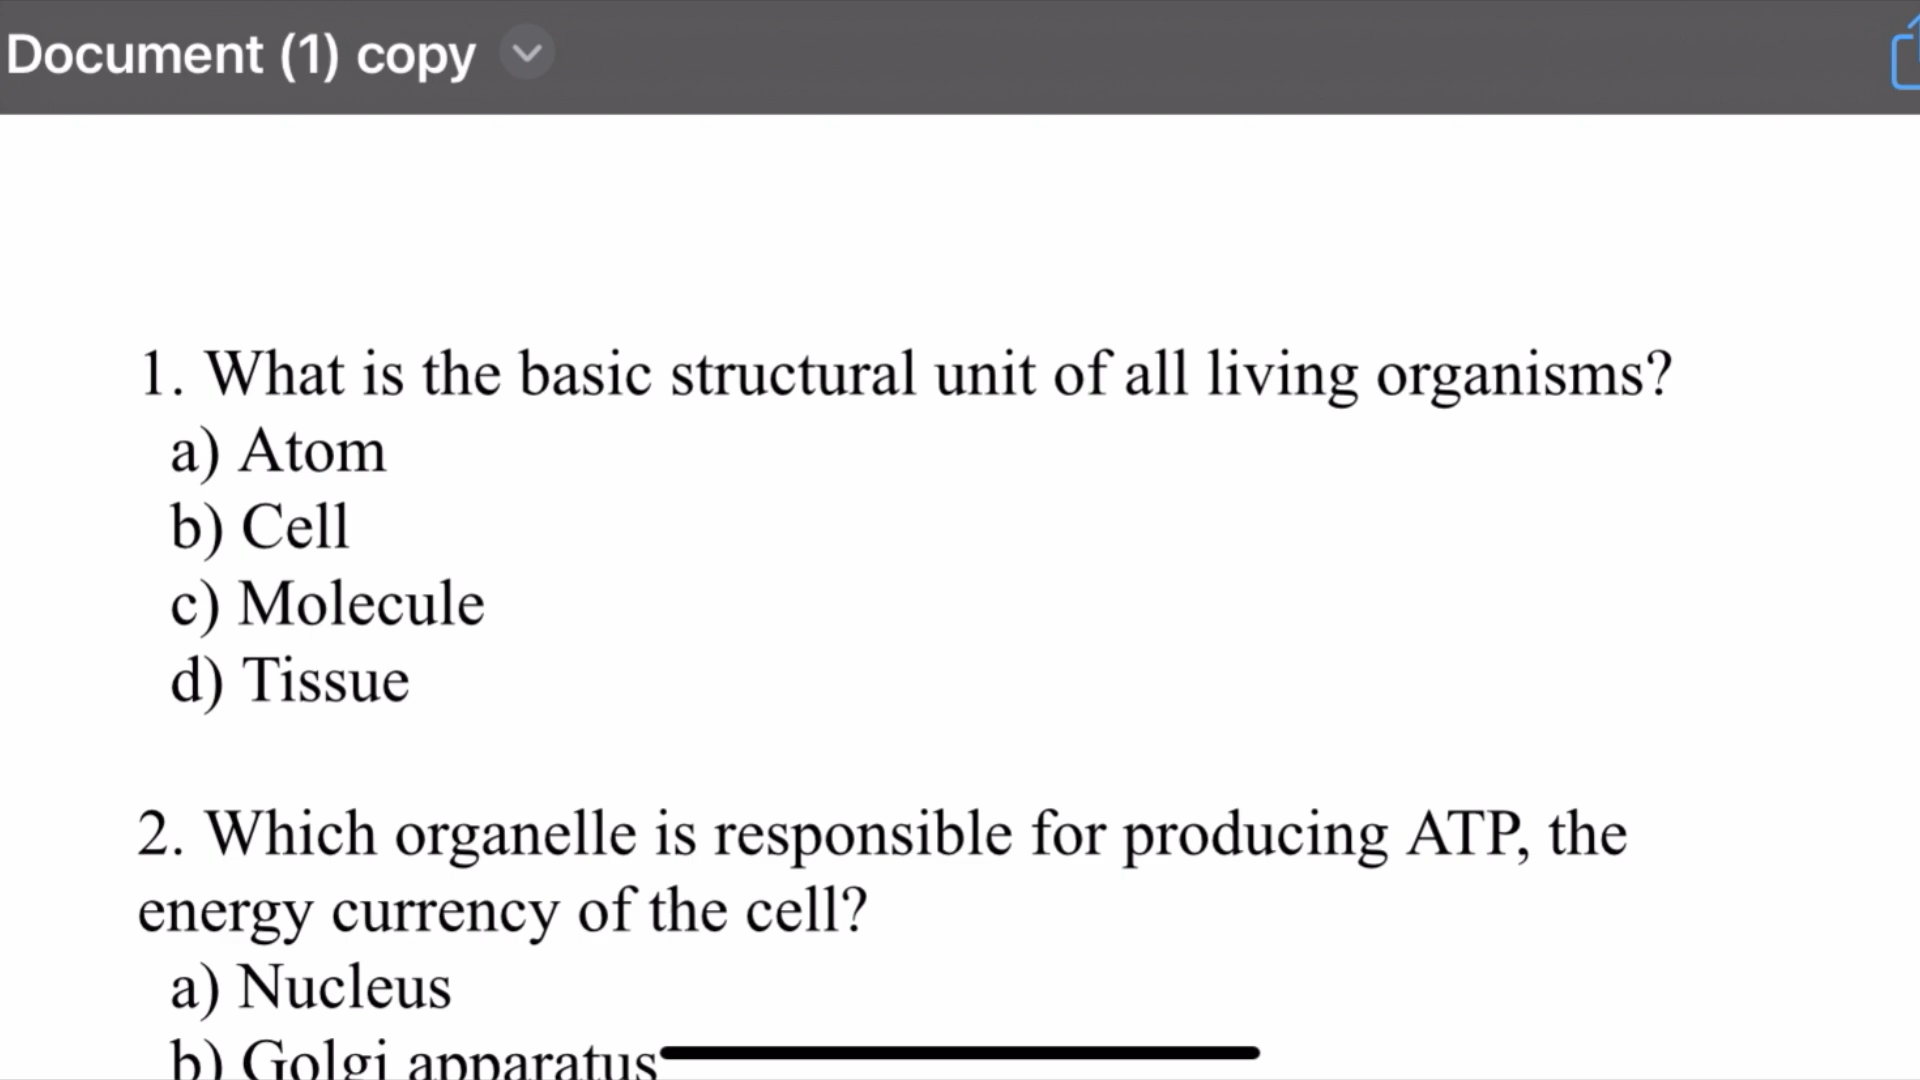 Document (1) copy
1. What is the basic structural unit of all living organisms?
a) Atom
b) Cell
c) Molecule
d) Tissue
2. Which organelle is responsible for producing ATP, the
energy currency of the cell?
a) Nucleus
b) Golgi apparatus